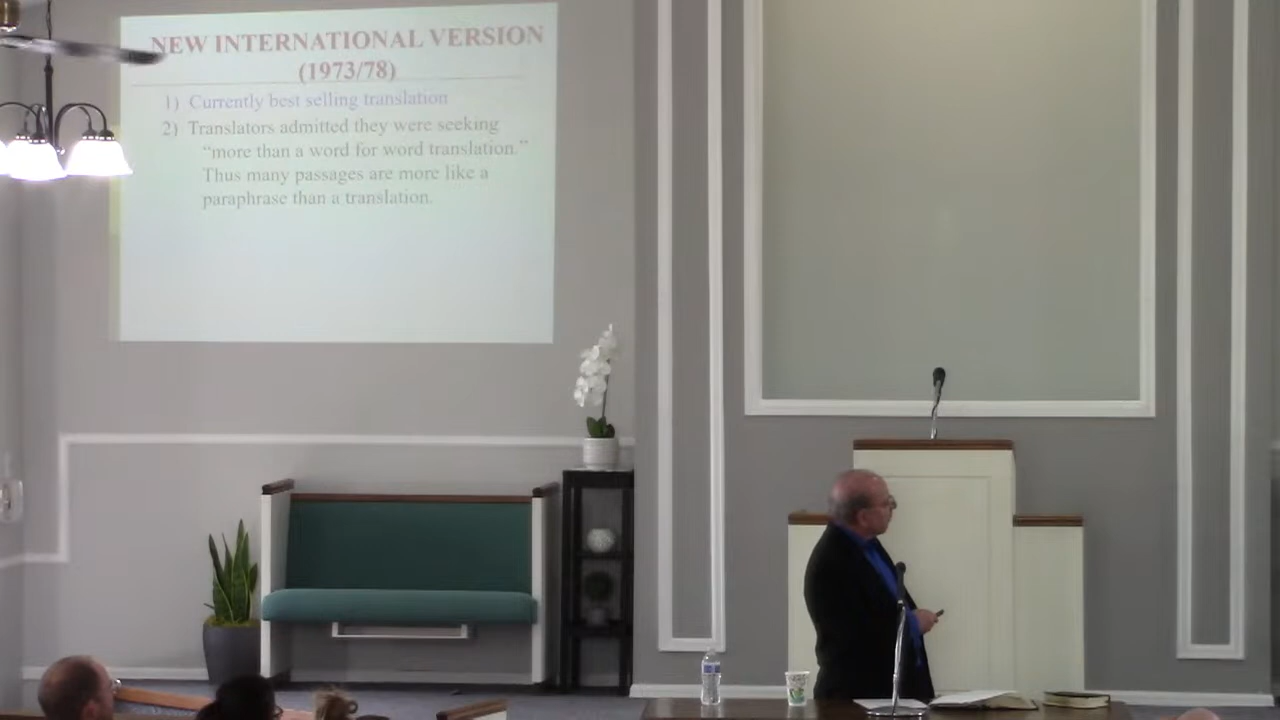 NEW INTERNATIONAL VERSION
(1973/78)
1) Currently best selling translation
2) Translators admitted they were seeking
“more than a word for word translation.”
Thus many passages are more like a
paraphrase than a translation.